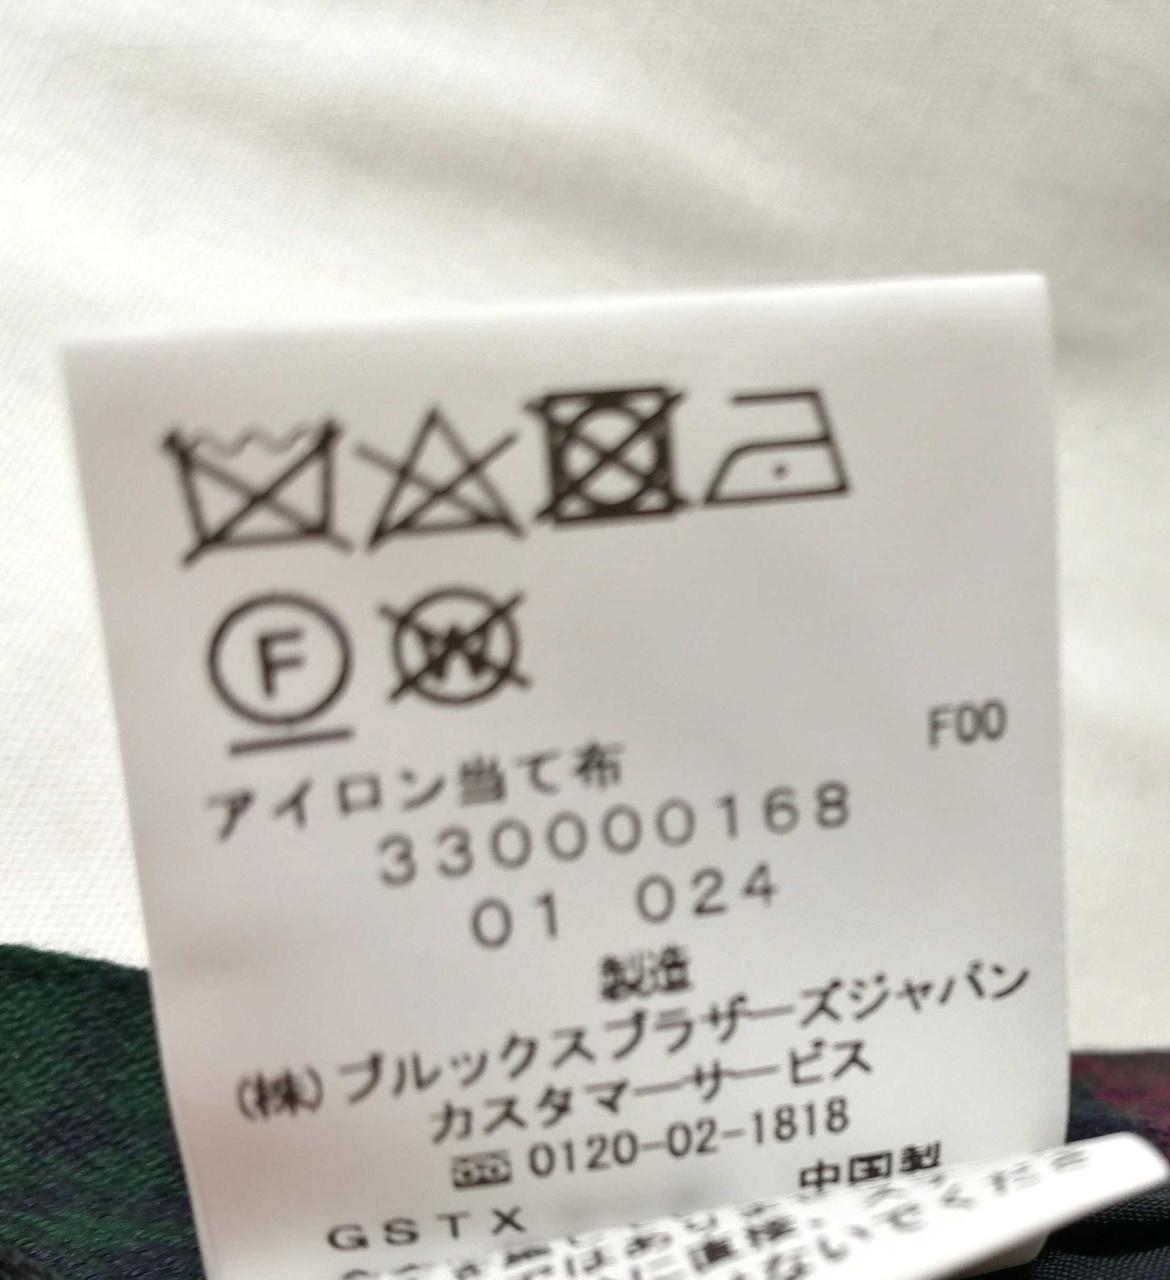 F
W
F00
アイロン当て布
330000168
01 024
製造
(株)ブルックスブラザーズジャパン
カスタマーサービス
0120-02-1818
中国製
GSTX